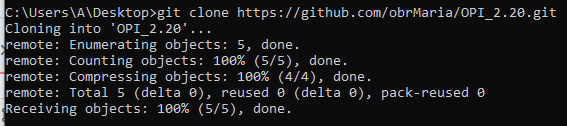 C:\Users\A\Desktop>git clone https://github.com/obrMaria/OPI_2.20.git
Cloning into 'OPI_2.20'...
remote: Enumerating objects: 5, done.
remote: Counting objects: 100% (5/5), done.
remote: Compressing objects: 100% (4/4), done.
remote: Total 5 (delta 0), reused 0 (delta 0), pack-reused 0
Receiving objects: 100% (5/5), done.